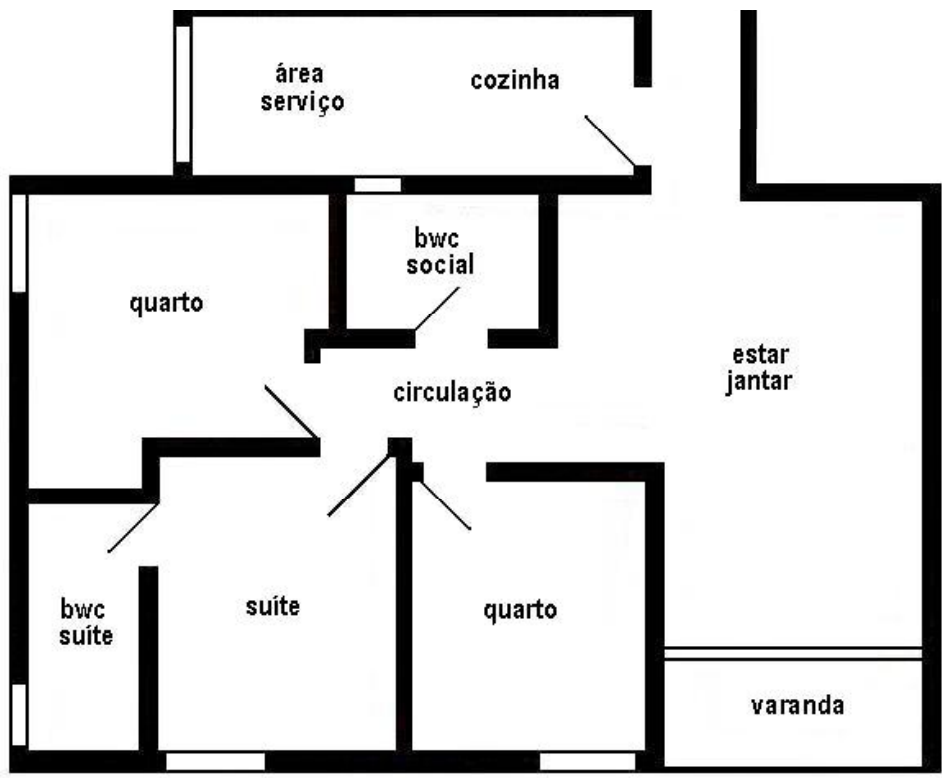 área
serviço
cozinha
bwc
social
quarto
estar
jantar
circulação
bwc
suíte
suíte
quarto
varanda